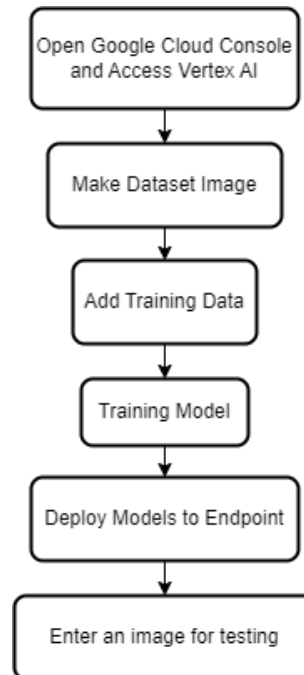 Open Google Cloud Console
and Access Vertex AI
Make Dataset Image
Add Training Data
Training Model
Deploy Models to Endpoint
Enter an image for testing